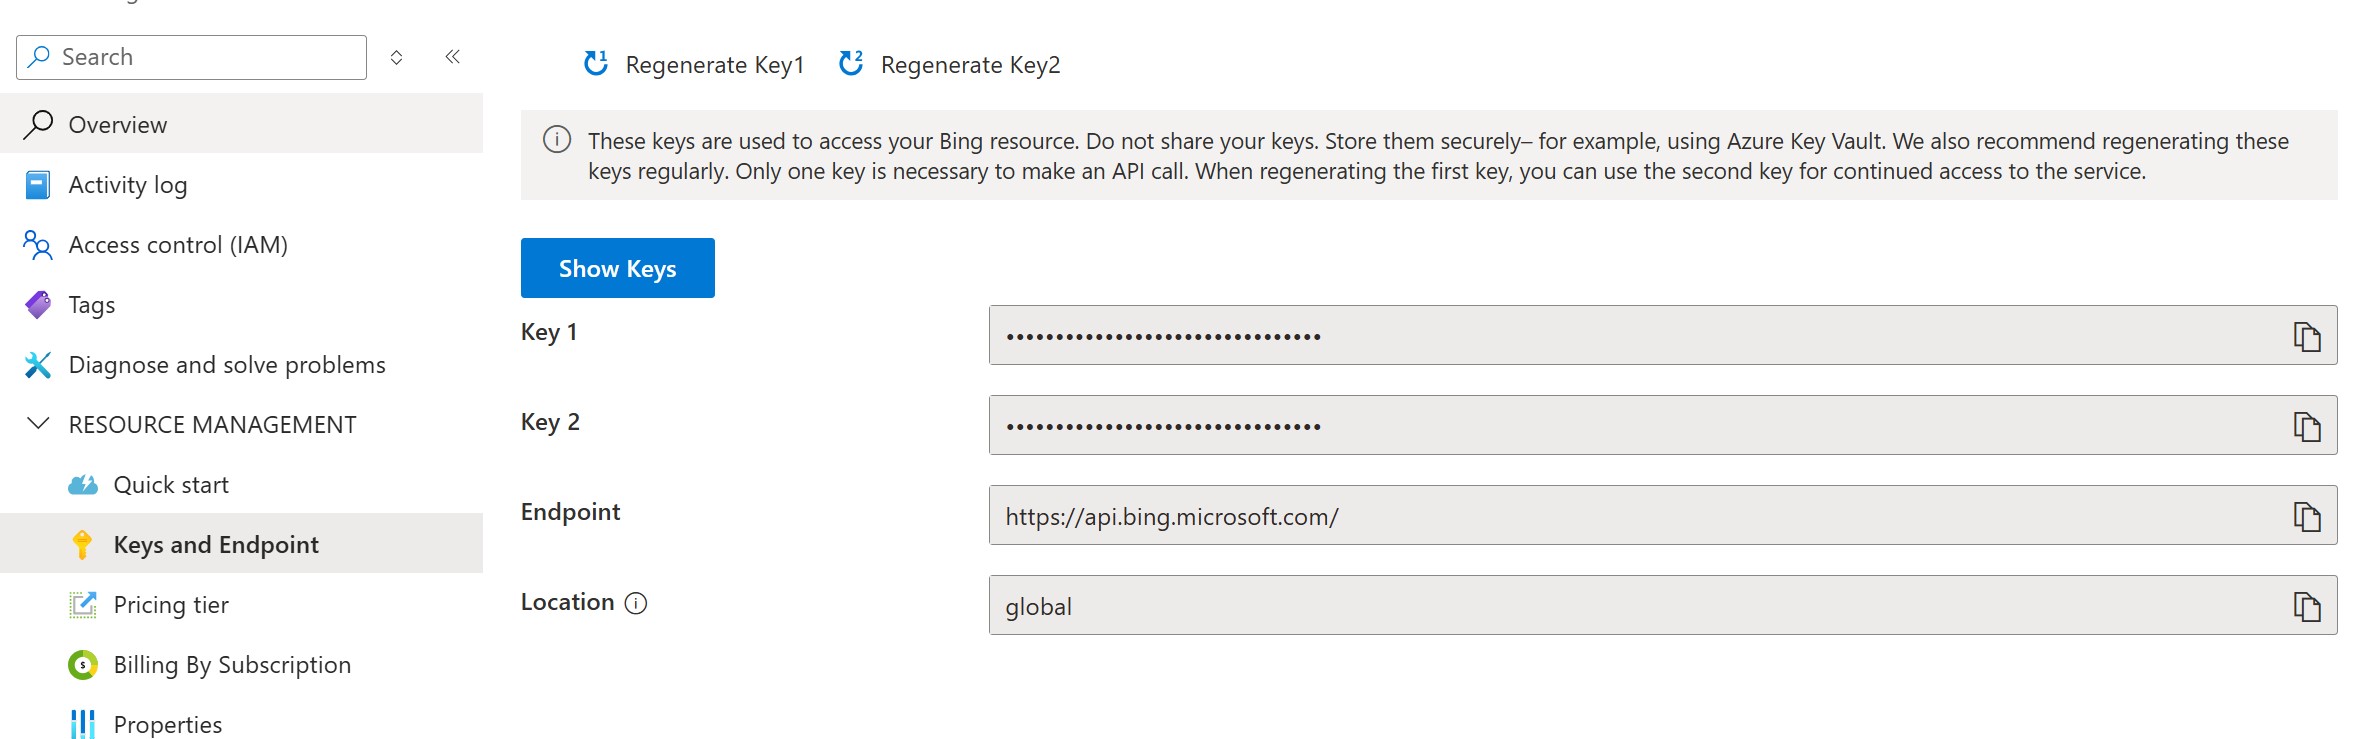 Search
Overview
Activity log
Access control (IAM)
Tags
Diagnose and solve problems
RESOURCE MANAGEMENT
Quick start
Keys and Endpoint
Pricing tier
Billing By Subscription
Properties
1 Regenerate Key1 2 Regenerate Key2
These keys are used to access your Bing resource. Do not share your keys. Store them securely– for example, using Azure Key Vault. We also recommend regenerating these
keys regularly. Only one key is necessary to make an API call. When regenerating the first key, you can use the second key for continued access to the service.
Show Keys
Key 1 ••••••••••••••••••••••••••••••••
Key 2 ••••••••••••••••••••••••••••••••
Endpoint https://api.bing.microsoft.com/
Location global